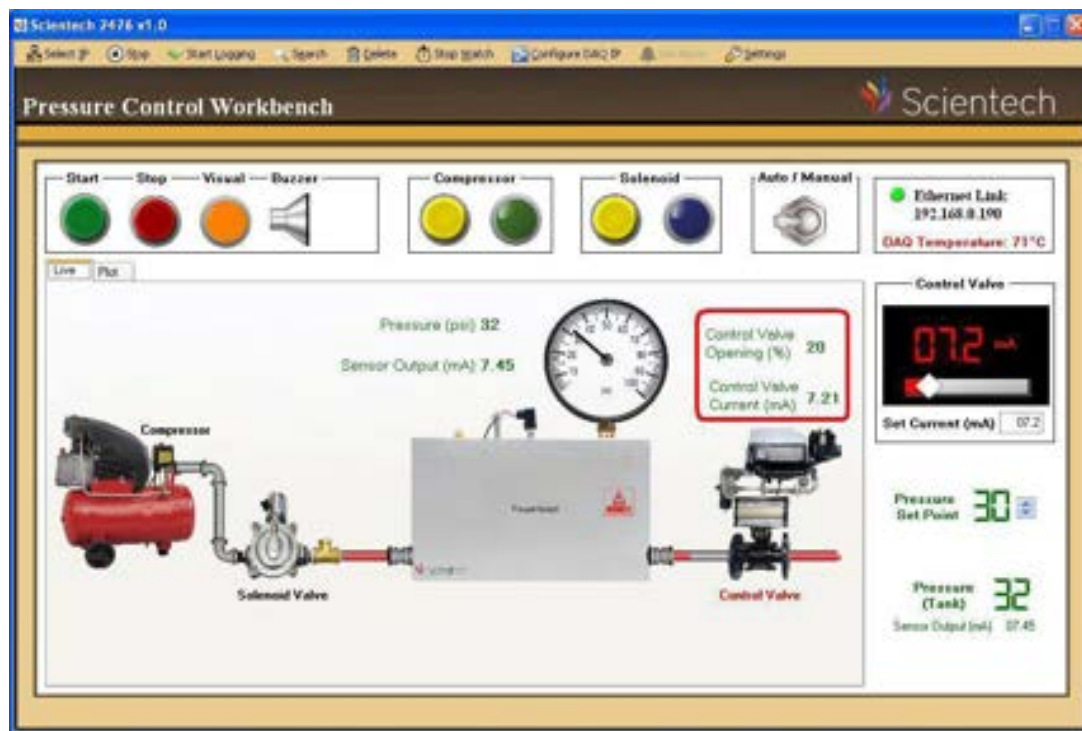 Scientech 2476 v1.0
Select IP Stop Start Logging Search Delete Stop Watch Configure DAQ IP Settings
Pressure Control Workbench
Scientech
Start Stop Visual Buzzer
Compressor
Solenoid
Auto / Manual
Ethernet Link:
192.168.0.190
DAQ Temperature: 71°C
Live Plot
Pressure (psi) 32
Sensor Output (mA) 7.45
Control Valve
Opening (%) 20
Control Valve
Current (mA) 7.21
Control Valve
07.2 mA
Set Current (mA) 07.2
Compressor
Solenoid Valve
Control Valve
Pressure
Set Point 30
Pressure
(Tank) 32
Sensor Output (mA) 07.45